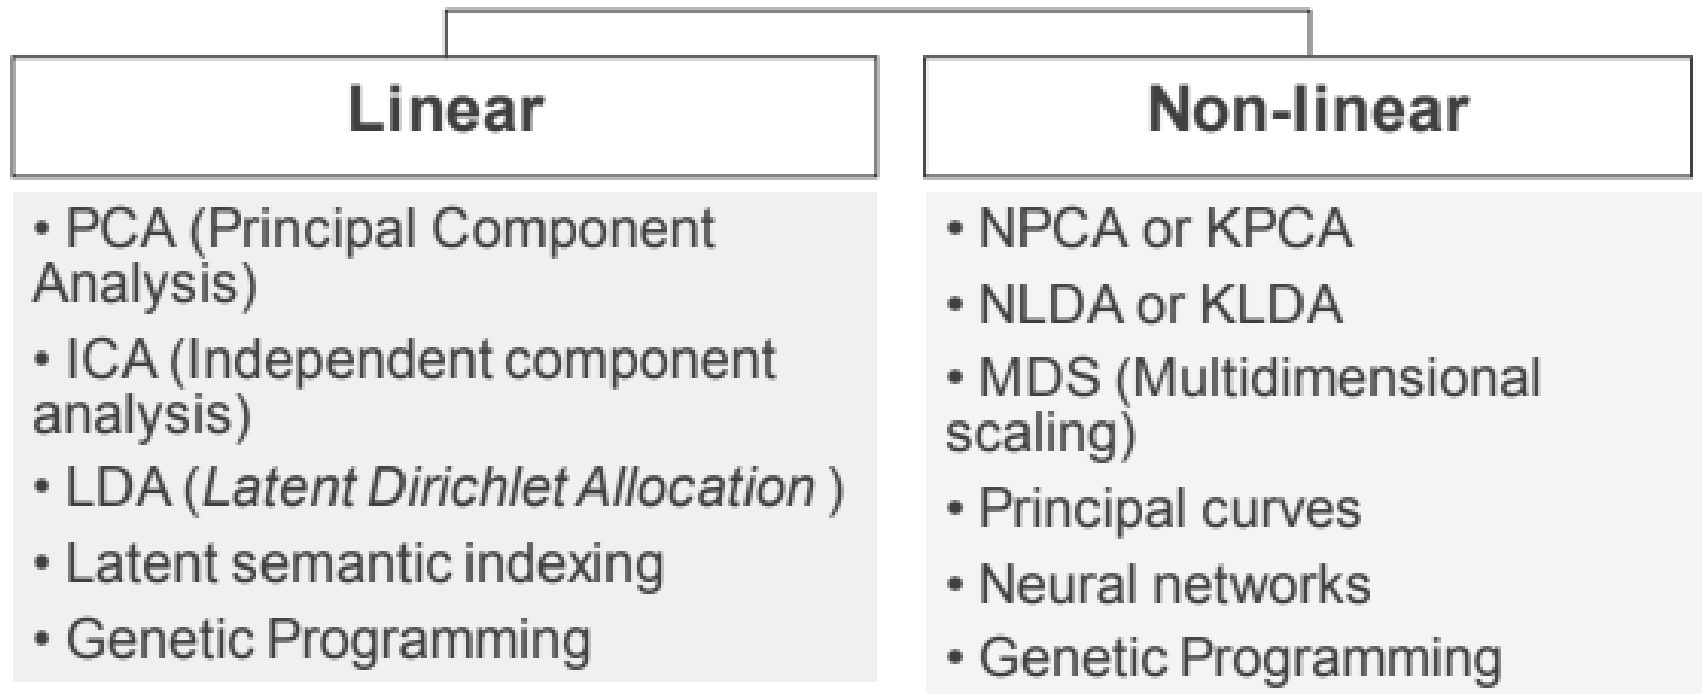 Linear
• PCA (Principal Component
Analysis)
• ICA (Independent component
analysis)
• LDA (Latent Dirichlet Allocation )
• Latent semantic indexing
• Genetic Programming
Non-linear
• NPCA or KPCA
• NLDA or KLDA
• MDS (Multidimensional
scaling)
• Principal curves
• Neural networks
• Genetic Programming